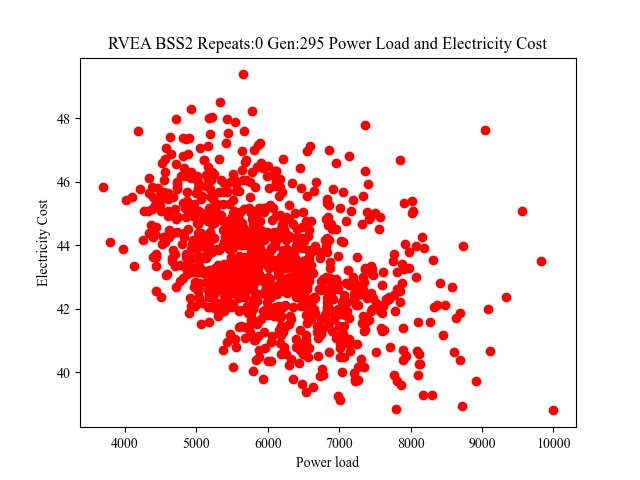 RVEA BSS2 Repeats:0 Gen:295 Power Load and Electricity Cost
48
46
44
42
40
Electricity Cost
4000 5000 6000 7000 8000 9000 10000
Power load